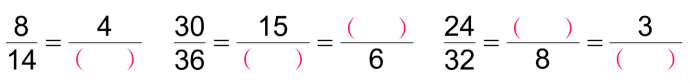 8/14 = 4/(   )   30/36 = 15/(   ) = (   )/6   24/32 = (   )/8 = 3/(   )